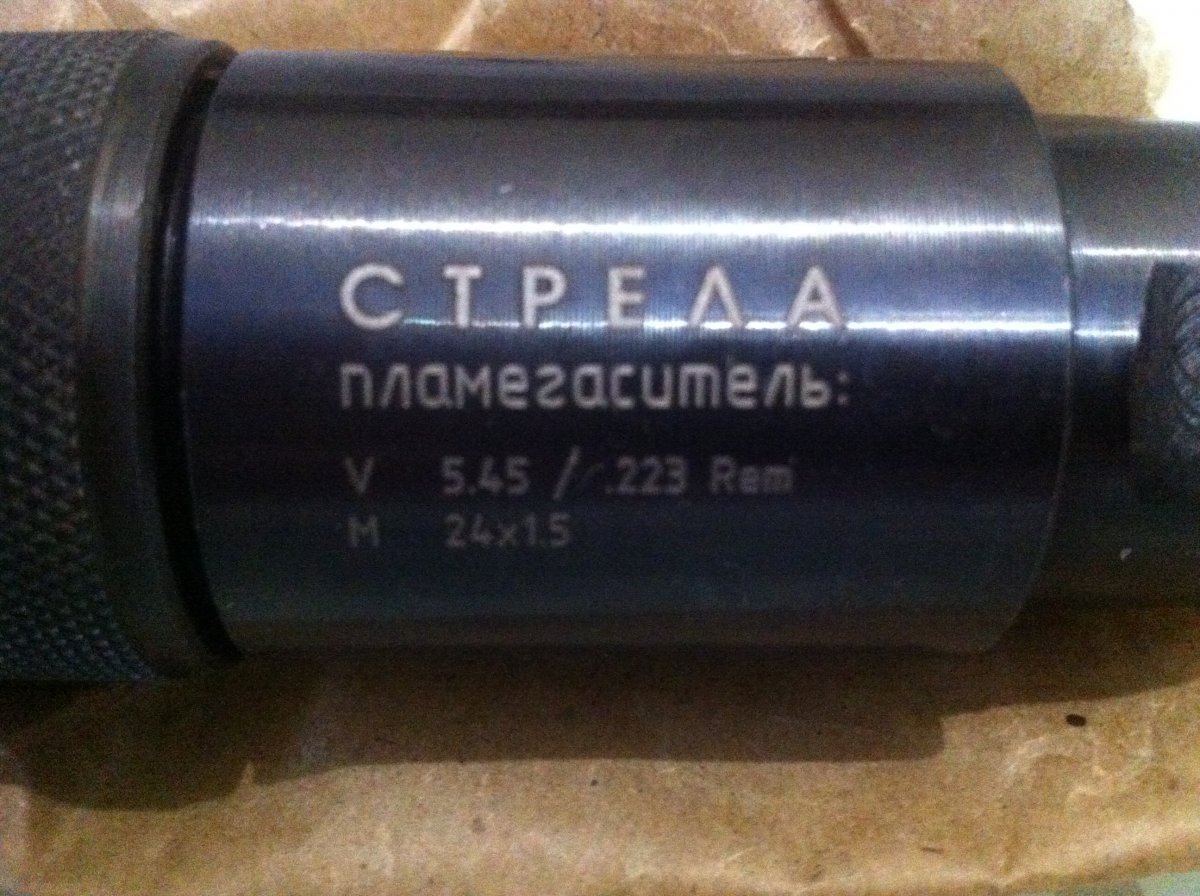 СТРЕЛА
пламегаситель:
V 5.45 / .223 Rem
M 24x1.5